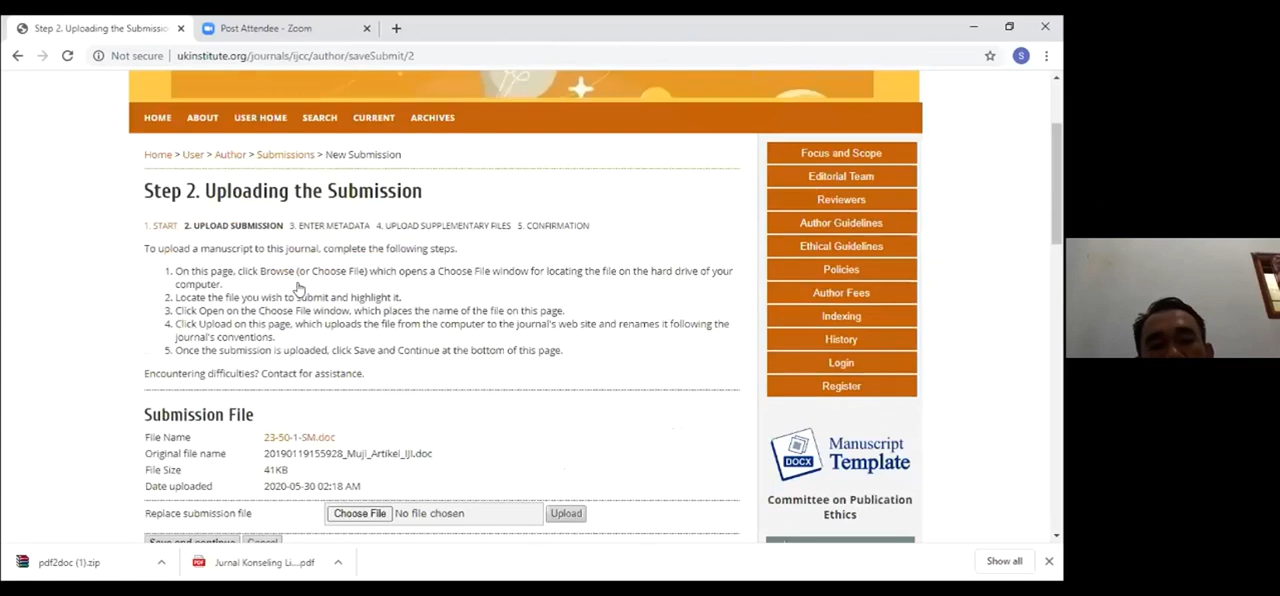 Step 2. Uploading the Submissio
Post Attendee - Zoom
Not secure | ukinstitute.org/journals/ijcc/author/saveSubmit/2
S
HOME ABOUT USER HOME SEARCH CURRENT ARCHIVES
Home > User > Author > Submissions > New Submission
Step 2. Uploading the Submission
1. START 2. UPLOAD SUBMISSION 3. ENTER METADATA 4. UPLOAD SUPPLEMENTARY FILES 5. CONFIRMATION
To upload a manuscript to this journal, complete the following steps.
1. On this page, click Browse (or Choose File) which opens a Choose File window for locating the file on the hard drive of your
computer.
2. Locate the file you wish to submit and highlight it.
3. Click Open on the Choose File window, which places the name of the file on this page.
4. Click Upload on this page, which uploads the file from the computer to the journal's web site and renames it following the
journal's conventions.
5. Once the submission is uploaded, click Save and Continue at the bottom of this page.
Encountering difficulties? Contact for assistance.
Submission File
File Name 23-50-1-SM.doc
Original file name 20190119155928_Muji_Artikel_IJI.doc
File Size 41KB
Date uploaded 2020-05-30 02:18 AM
Replace submission file Choose File No file chosen Upload
Save and continue Cancel
Focus and Scope
Editorial Team
Reviewers
Author Guidelines
Ethical Guidelines
Policies
Author Fees
Indexing
History
Login
Register
DOCX
Manuscript
Template
Committee on Publication
Ethics
pdf2doc (1).zip
PDF
Jurnal Konseling Li....pdf
Show all